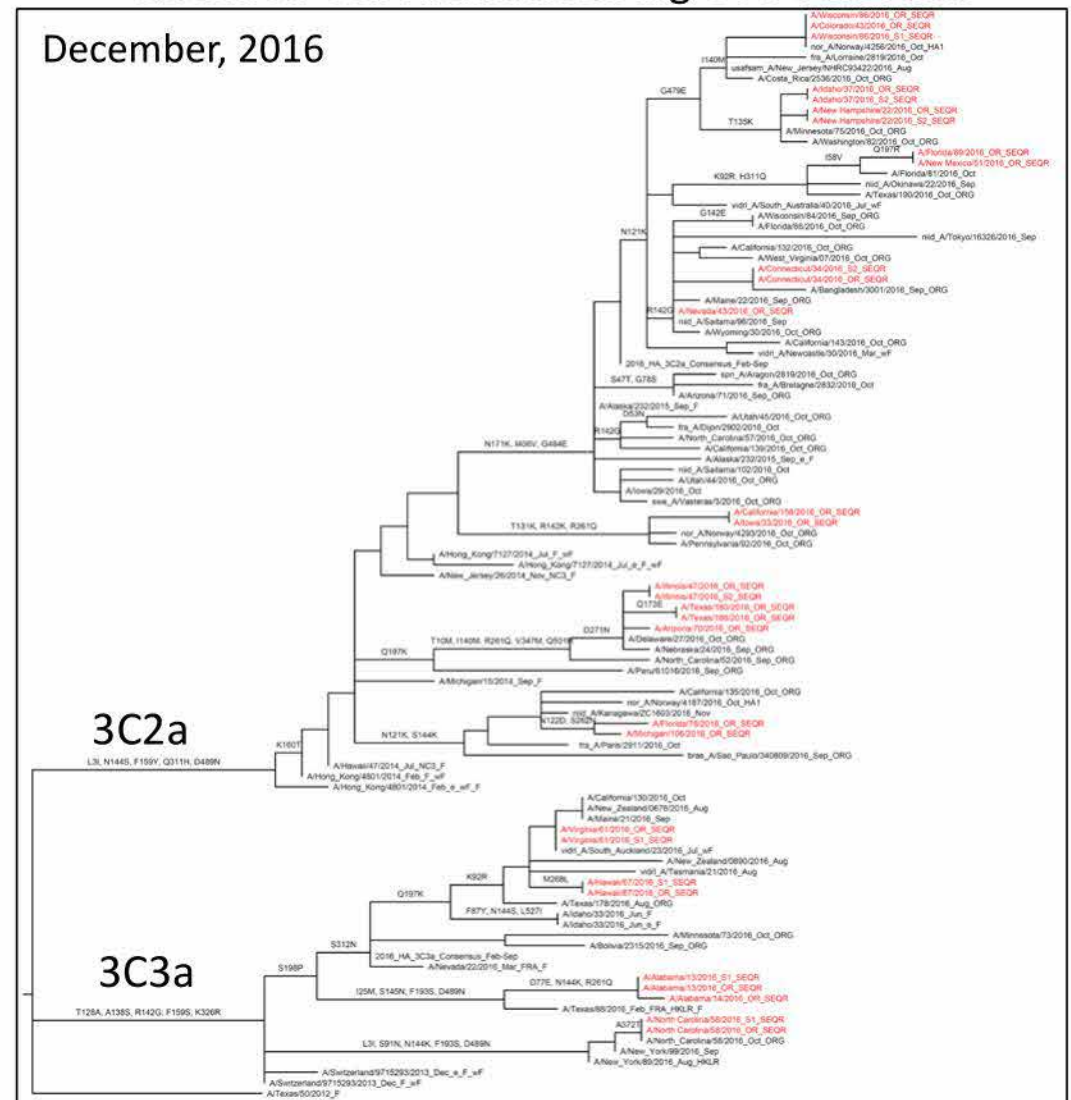 December, 2016
A/Wisconsin/86/2016_OR_SEQR
A/Colorado/43/2016_OR_SEQR
A/Wisconsin/86/2016_S1_SEQR
nor_A/Norway/4256/2016_Oct_HA1
I140M
fra_A/Lorraine/2819/2016_Oct
usafsam_A/New_Jersey/NHRC93422/2016_Aug
A/Costa_Rica/2536/2016_Oct_ORG
G479E
A/Idaho/37/2016_OR_SEQR
A/Idaho/37/2016_S2_SEQR
A/New Hampshire/22/2016_OR_SEQR
A/New Hampshire/22/2016_S2_SEQR
T135K
A/Minnesota/75/2016_Oct_ORG
A/Washington/82/2016_Oct_ORG
Q197R
A/Florida/89/2016_OR_SEQR
I58V
A/New Mexico/51/2016_OR_SEQR
A/Florida/81/2016_Oct
K92R, H311Q
niid_A/Okinawa/22/2016_Sep
A/Texas/190/2016_Oct_ORG
vidrl_A/South_Australia/40/2016_Jul_wF
G142E
A/Wisconsin/84/2016_Sep_ORG
A/Florida/86/2016_Oct_ORG
N121K
niid_A/Tokyo/16326/2016_Sep
A/California/132/2016_Oct_ORG
A/West_Virginia/07/2016_Oct_ORG
A/Connecticut/34/2016_S2_SEQR
A/Connecticut/34/2016_OR_SEQR
A/Bangladesh/3001/2016_Sep_ORG
A/Maine/22/2016_Sep_ORG
R142G
A/Nevada/43/2016_OR_SEQR
niid_A/Saitama/96/2016_Sep
A/Wyoming/30/2016_Oct_ORG
A/California/143/2016_Oct_ORG
vidrl_A/Newcastle/30/2016_Mar_wF
2016_HA_3C2a_Consensus_Feb-Sep
S47T, G78S
spn_A/Aragon/2819/2016_Oct_ORG
fra_A/Bretagne/2832/2016_Oct
A/Arizona/71/2016_Sep_ORG
A/Alaska/232/2015_Sep_F
D53N
A/Utah/45/2016_Oct_ORG
fra_A/Dijon/2902/2016_Oct
R142G
A/North_Carolina/57/2016_Oct_ORG
N171K, I406V, G484E
A/California/139/2016_Oct_ORG
A/Alaska/232/2015_Sep_e_F
niid_A/Saitama/102/2016_Oct
A/Utah/44/2016_Oct_ORG
A/Iowa/29/2016_Oct
swe_A/Vasteras/3/2016_Oct_ORG
A/California/158/2016_OR_SEQR
A/Iowa/33/2016_OR_SEQR
T131K, R142K, R261Q
nor_A/Norway/4293/2016_Oct_ORG
A/Pennsylvania/92/2016_Oct_ORG
A/Hong_Kong/7127/2014_Jul_F_wF
A/Hong_Kong/7127/2014_Jul_e_F_wF
A/New_Jersey/26/2014_Nov_NC3_F
A/Illinois/47/2016_OR_SEQR
A/Illinois/47/2016_S2_SEQR
Q173E
A/Texas/180/2016_OR_SEQR
A/Texas/186/2016_OR_SEQR
D271N
A/Arizona/70/2016_OR_SEQR
T10M, I140M, R261Q, V347M
A/Delaware/27/2016_Oct_ORG
A/Nebraska/24/2016_Sep_ORG
Q197K
A/North_Carolina/52/2016_Sep_ORG
A/Peru/61016/2016_Sep_ORG
A/Michigan/15/2014_Sep_F
A/California/135/2016_Oct_ORG
nor_A/Norway/4187/2016_Oct_HA1
niid_A/Kanagawa/ZC1603/2016_Nov
N122D, S262N
A/Florida/78/2016_OR_SEQR
3C2a
N121K, S144K
A/Michigan/106/2016_OR_SEQR
fra_A/Paris/2911/2016_Oct
K160T
bras_A/Sao_Paulo/340809/2016_Sep_ORG
L3I, N144S, F159Y, Q311H, D489N
A/Hawaii/47/2014_Jul_NC3_F
A/Hong_Kong/4801/2014_Feb_F_wF
A/Hong_Kong/4801/2014_Feb_e_wF_F
A/California/130/2016_Oct
A/New_Zealand/0678/2016_Aug
A/Maine/21/2016_Sep
A/Virginia/61/2016_OR_SEQR
A/Virginia/61/2016_S1_SEQR
vidrl_A/South_Auckland/23/2016_Jul_wF
A/New_Zealand/0890/2016_Aug
vidrl_A/Tasmania/21/2016_Aug
K92R
M268L
A/Hawaii/67/2016_S1_SEQR
A/Hawaii/67/2016_OR_SEQR
Q197K
A/Texas/178/2016_Aug_ORG
F87Y, N144S, L527I
A/Idaho/33/2016_Jun_F
A/Idaho/33/2016_Jun_e_F
A/Minnesota/73/2016_Oct_ORG
S312N
A/Bolivia/2315/2016_Sep_ORG
2016_HA_3C3a_Consensus_Feb-Sep
3C3a
S198P
A/Nevada/22/2016_Mar_FRA_F
D77E, N144K, R261Q
A/Alabama/13/2016_S1_SEQR
A/Alabama/13/2016_OR_SEQR
I25M, S145N, F193S, D489N
A/Alabama/14/2016_OR_SEQR
T128A, A138S, R142G, F159S, K326R
A/Texas/88/2016_Feb_FRA_HKLR_F
A/North Carolina/58/2016_S1_SEQR
A372T
A/North Carolina/58/2016_OR_SEQR
A/North_Carolina/58/2016_Oct_ORG
L3I, S91N, N144K, F193S, D489N
A/New_York/99/2016_Sep
A/New_York/89/2016_Aug_HKLR
A/Switzerland/9715293/2013_Dec_e_F_wF
A/Switzerland/9715293/2013_Dec_F_wF
A/Texas/50/2012_F